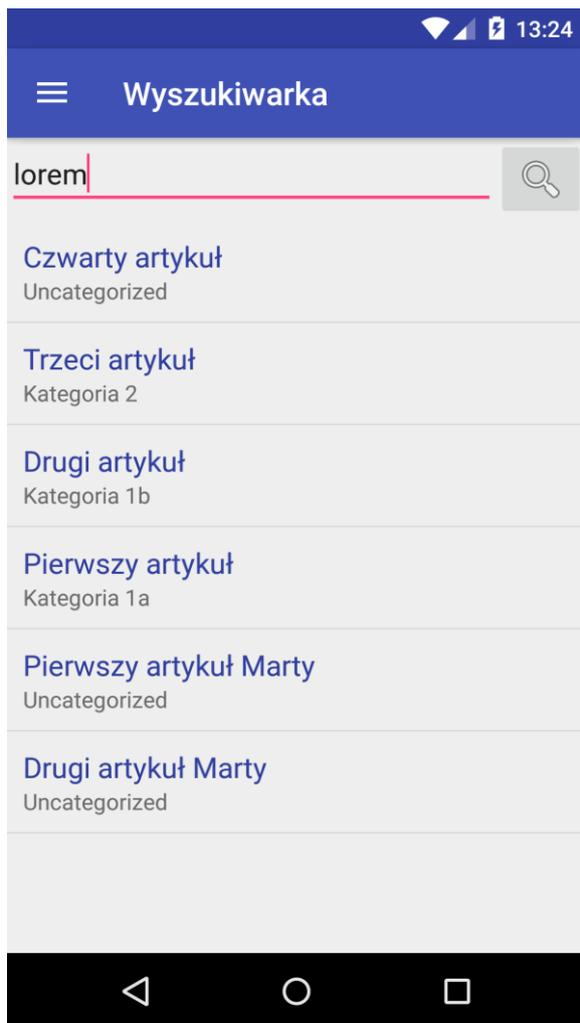 13:24
Wyszukiwarka
lorem
Czwarty artykuł
Uncategorized
Trzeci artykuł
Kategoria 2
Drugi artykuł
Kategoria 1b
Pierwszy artykuł
Kategoria 1a
Pierwszy artykuł Marty
Uncategorized
Drugi artykuł Marty
Uncategorized